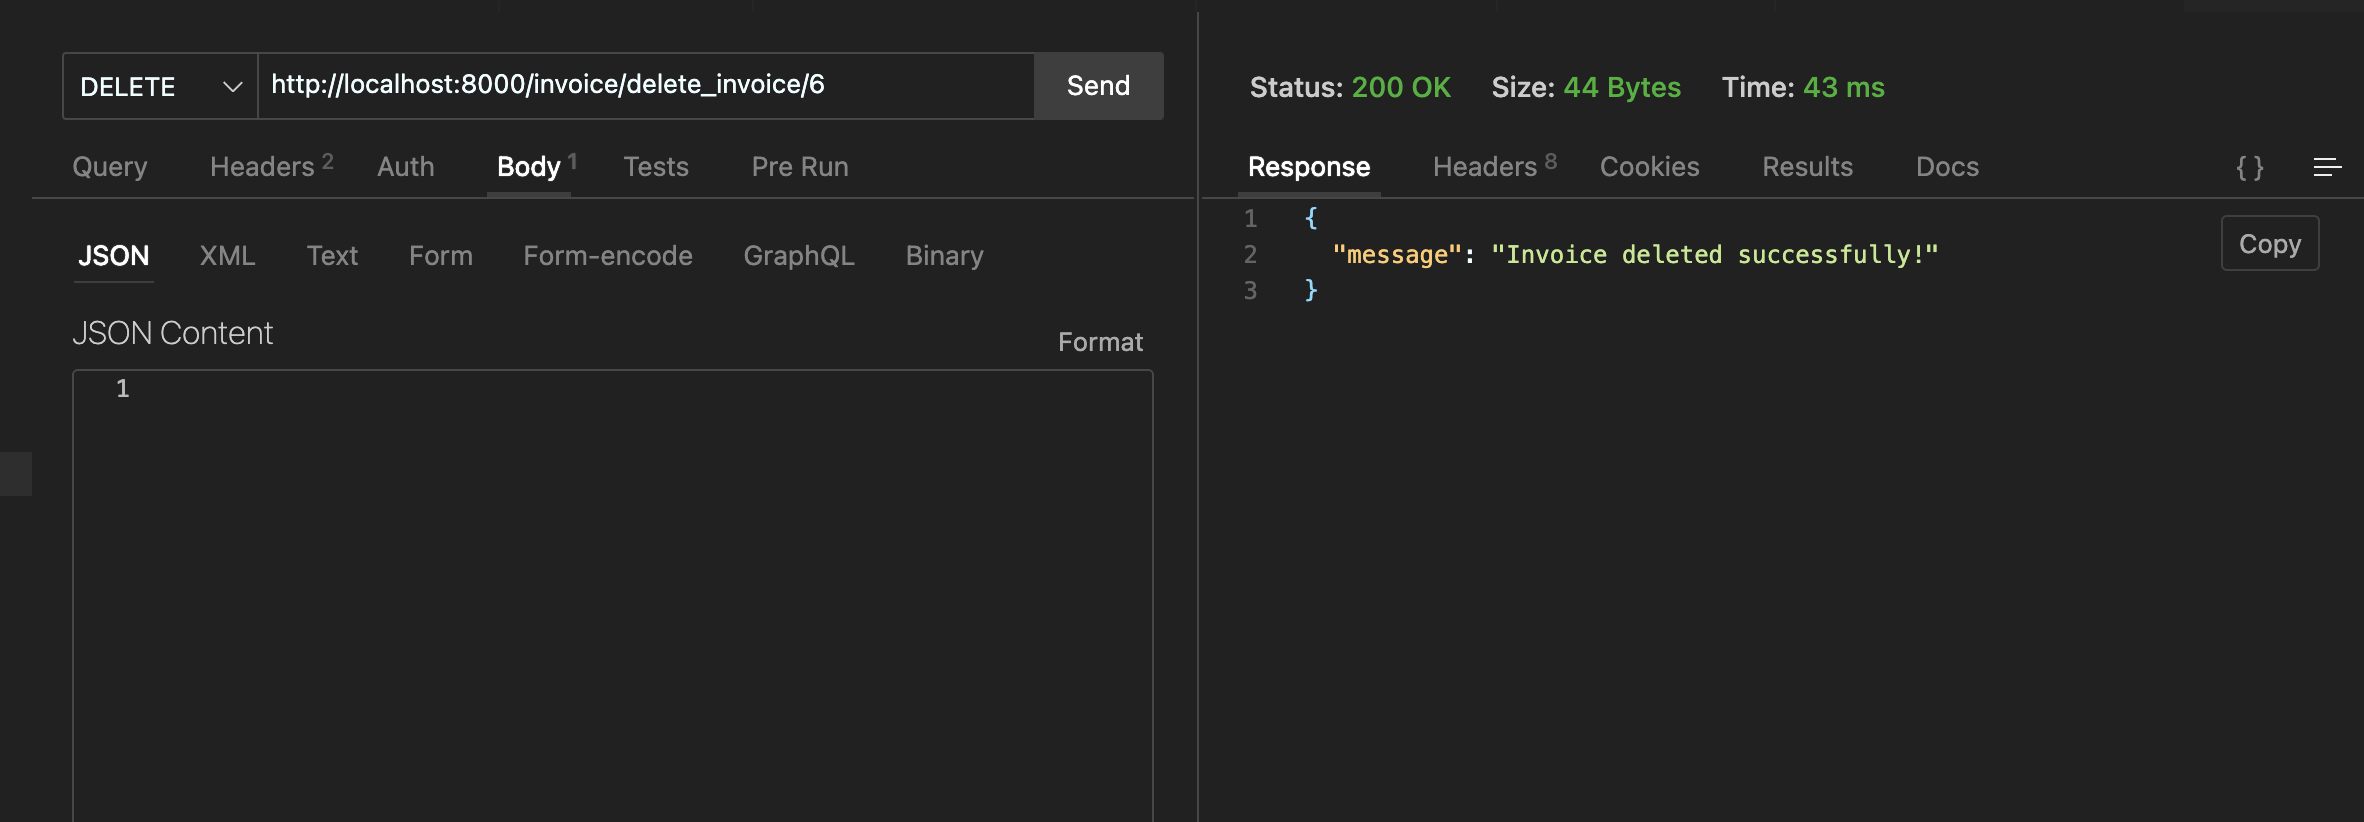 DELETE
http://localhost:8000/invoice/delete_invoice/6
Send
Query Headers 2 Auth Body 1 Tests Pre Run
JSON XML Text Form Form-encode GraphQL Binary
JSON Content
Format
1
Status: 200 OK Size: 44 Bytes Time: 43 ms
Response Headers 8 Cookies Results Docs {}
1 {
2 "message": "Invoice deleted successfully!"
3 }
Copy